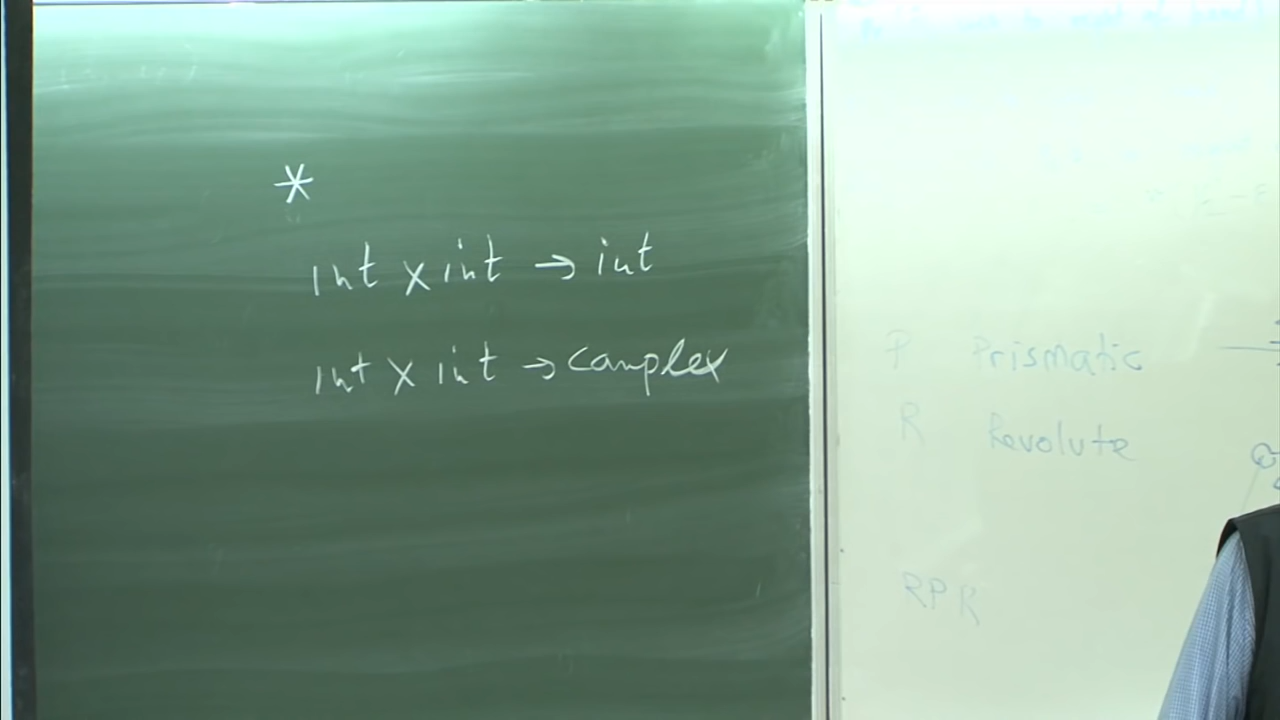 *
int x int → int
int x int → complex
P Prismatic
R Revolute
RPR